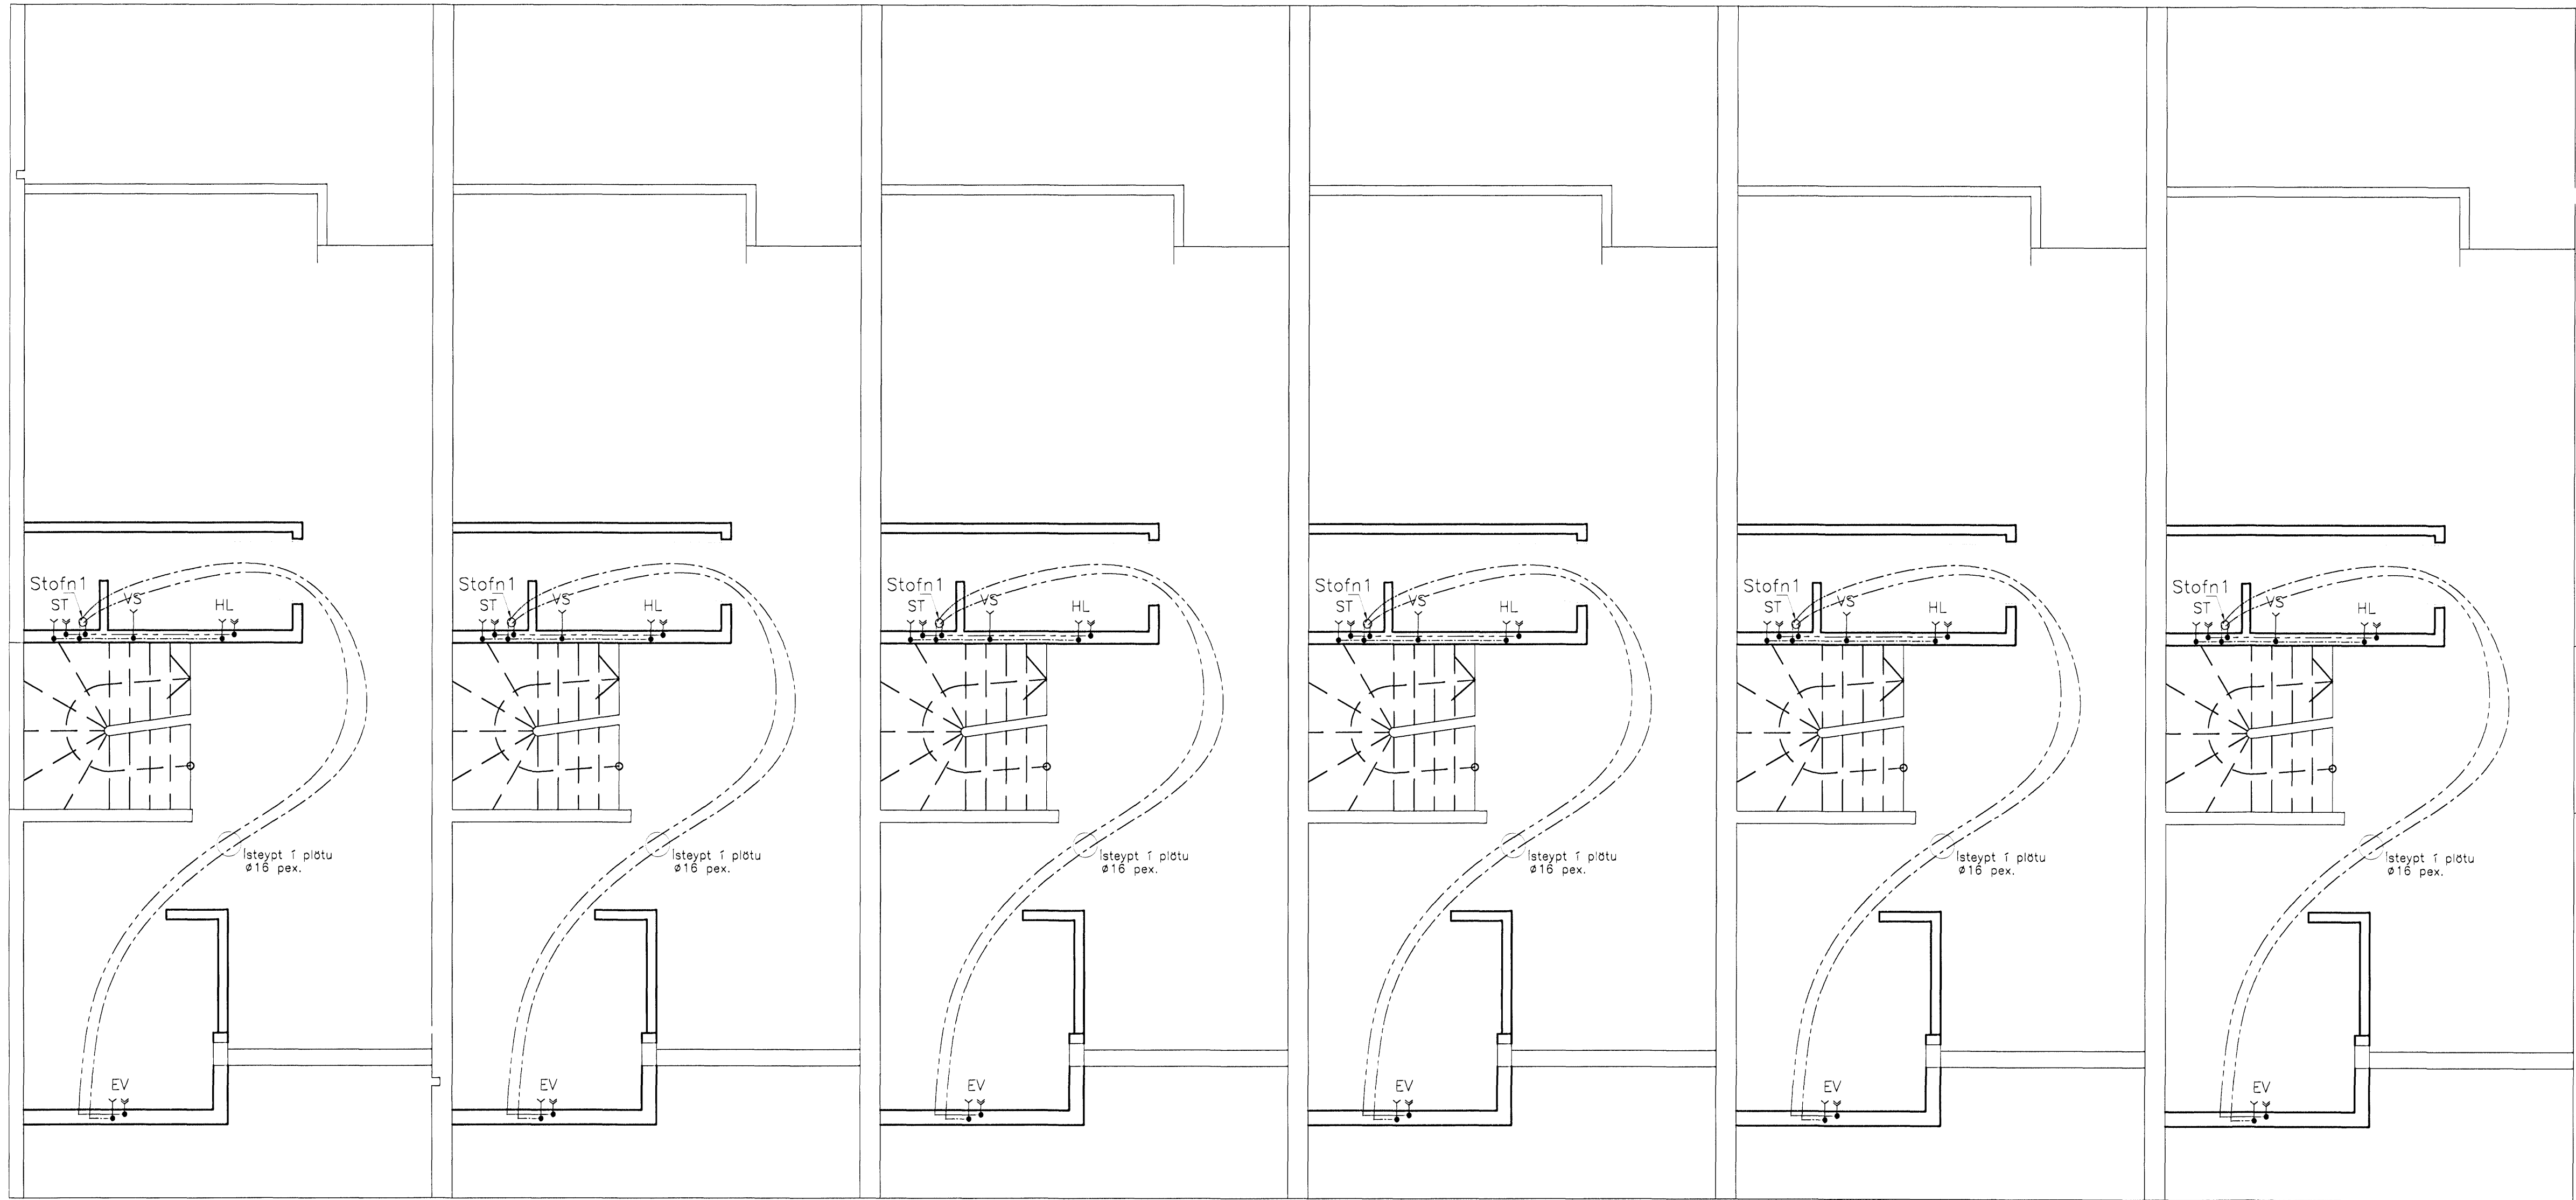 Stofn1
ST VS HL
Ísteypt í plötu
ø16 pex.
EV
Stofn1
ST VS HL
Ísteypt í plötu
ø16 pex.
EV
Stofn1
ST VS HL
Ísteypt í plötu
ø16 pex.
EV
Stofn1
ST VS HL
Ísteypt í plötu
ø16 pex.
EV
Stofn1
ST VS HL
Ísteypt í plötu
ø16 pex.
EV
Stofn1
ST VS HL
Ísteypt í plötu
ø16 pex.
EV